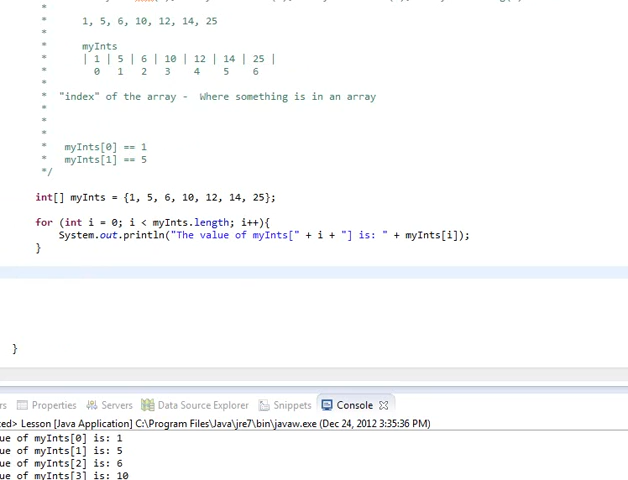 *
* 1, 5, 6, 10, 12, 14, 25
*
* myInts
* | 1 | 5 | 6 | 10 | 12 | 14 | 25 |
* 0 1 2 3 4 5 6
*
* "index" of the array - Where something is in an array
*
*
*
* myInts[0] == 1
* myInts[1] == 5
*/
int[] myInts = {1, 5, 6, 10, 12, 14, 25};
for (int i = 0; i < myInts.length; i++){
System.out.println("The value of myInts[" + i + "] is: " + myInts[i]);
}
}
rs Properties Servers Data Source Explorer Snippets Console
ted> Lesson [Java Application] C:\Program Files\Java\jre7\bin\javaw.exe (Dec 24, 2012 3:35:36 PM)
ue of myInts[0] is: 1
ue of myInts[1] is: 5
ue of myInts[2] is: 6
ue of myInts[3] is: 10